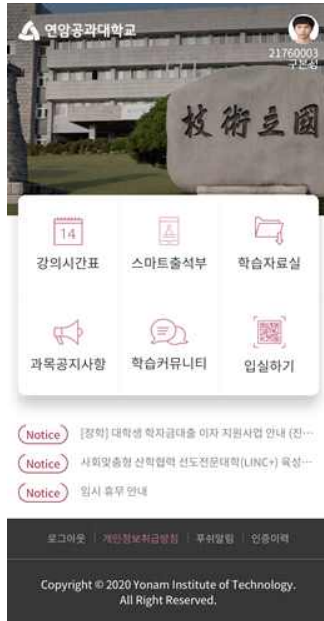 연암공과대학교
21760003
구본성
技術立國
14
강의시간표
스마트출석부
학습자료실
과목공지사항
학습커뮤니티
입실하기
Notice [장학] 대학생 학자금대출 이자 지원사업 안내 (진…
Notice 사회맞춤형 산학협력 선도전문대학(LINC+) 육성…
Notice 임시 휴무 안내
로그아웃 개인정보취급방침 푸쉬알림 인증이력
Copyright © 2020 Yonam Institute of Technology.
All Right Reserved.